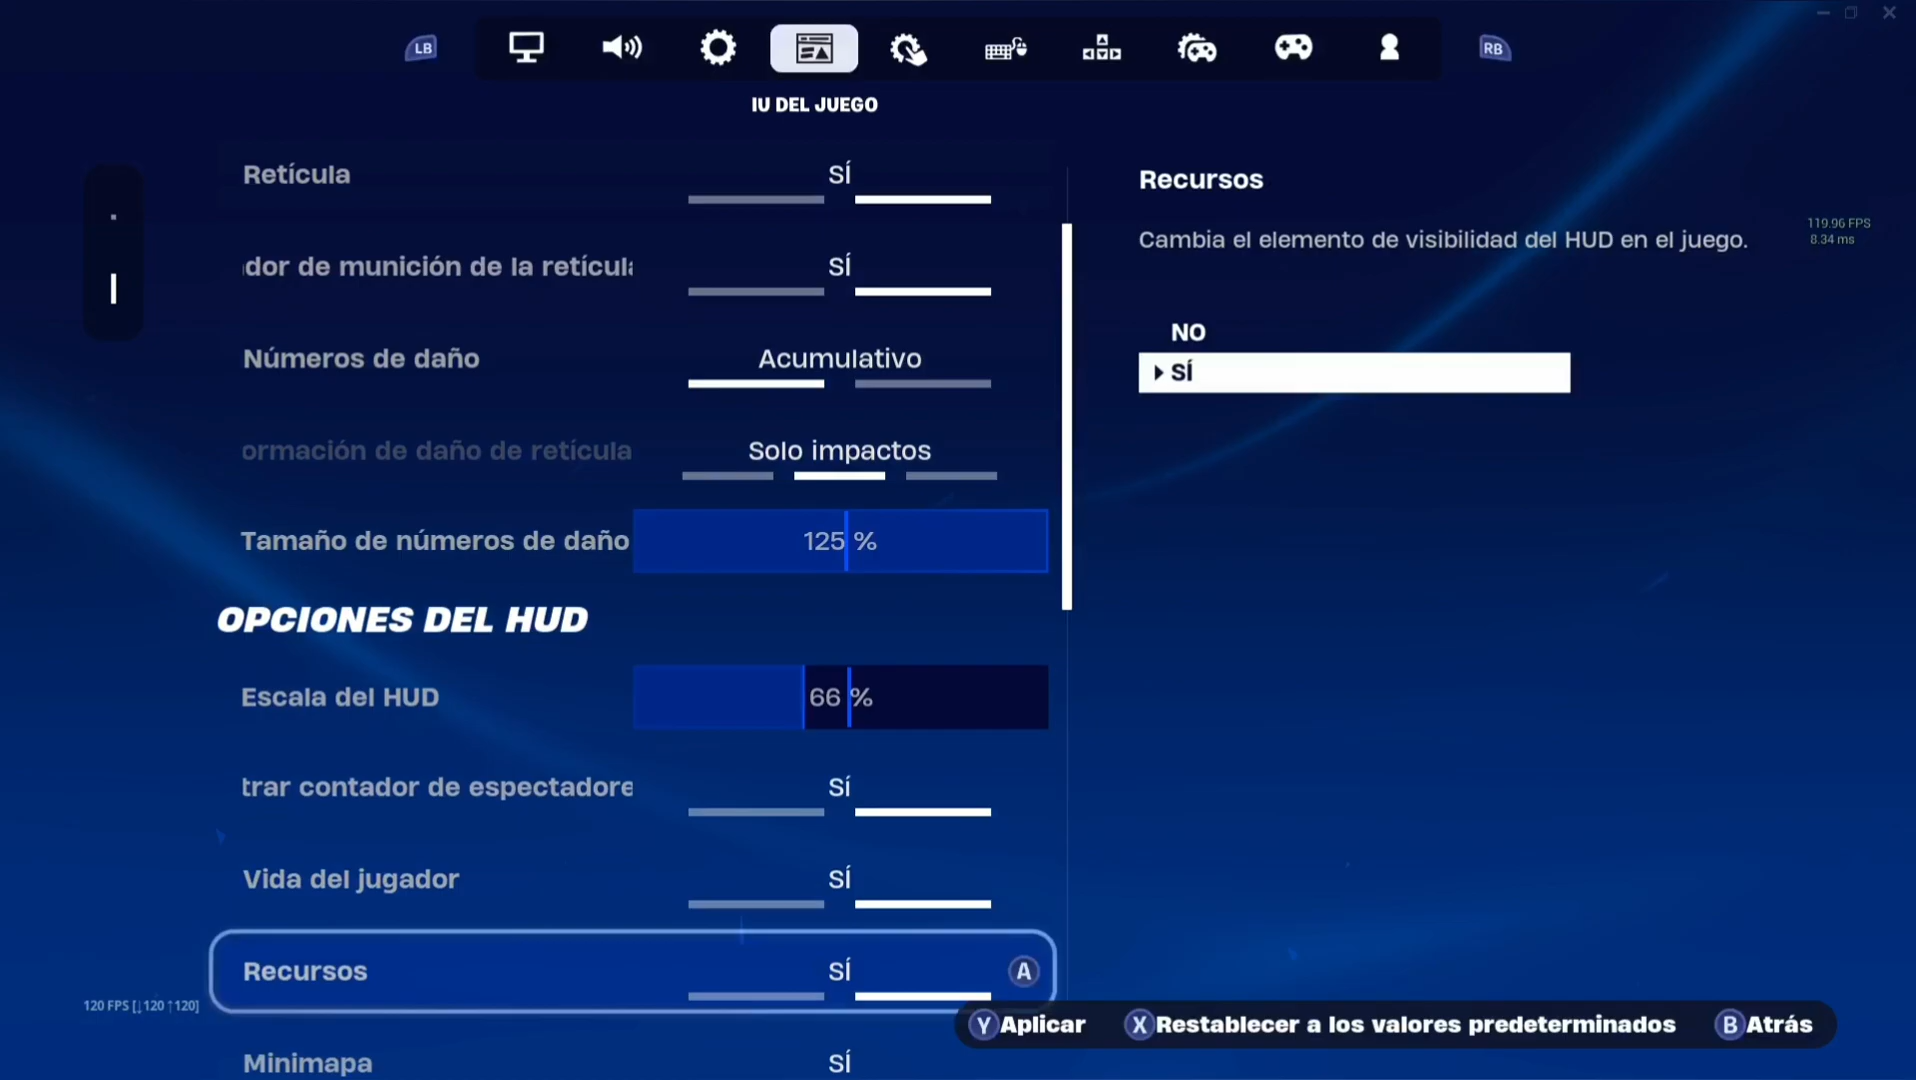 LB
RB
IU DEL JUEGO
Retícula
SÍ
dor de munición de la retícula
SÍ
Números de daño
Acumulativo
ormación de daño de retícula
Solo impactos
Tamaño de números de daño
125 %
OPCIONES DEL HUD
Escala del HUD
66 %
trar contador de espectadore
SÍ
Vida del jugador
SÍ
Recursos
SÍ
A
Minimapa
SÍ
Recursos
Cambia el elemento de visibilidad del HUD en el juego.
NO
SÍ
119.96 FPS
8.34 ms
120 FPS [↓120 ↑120]
Y Aplicar
X Restablecer a los valores predeterminados
B Atrás